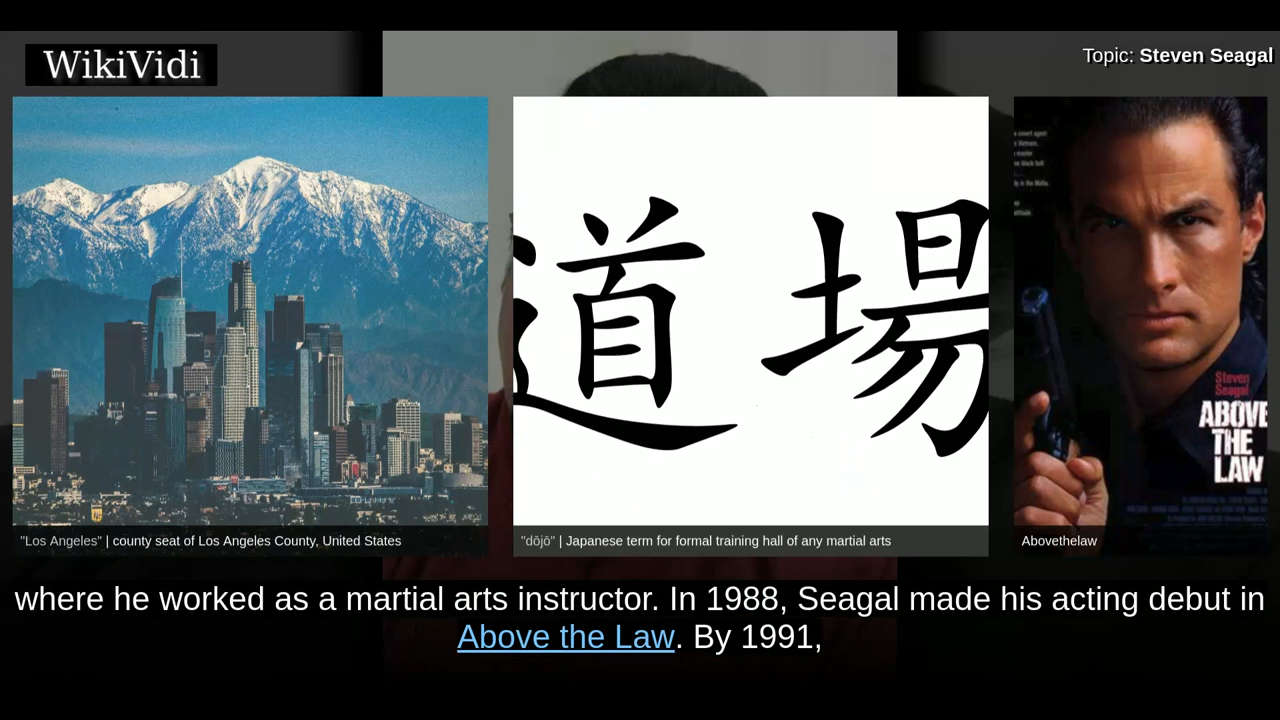 WikiVidi
Topic: Steven Seagal
道場
Steven
Seagal
ABOVE
THE
LAW
"Los Angeles" | county seat of Los Angeles County, United States
"dōjō" | Japanese term for formal training hall of any martial arts
Abovethelaw
where he worked as a martial arts instructor. In 1988, Seagal made his acting debut in
Above the Law. By 1991,